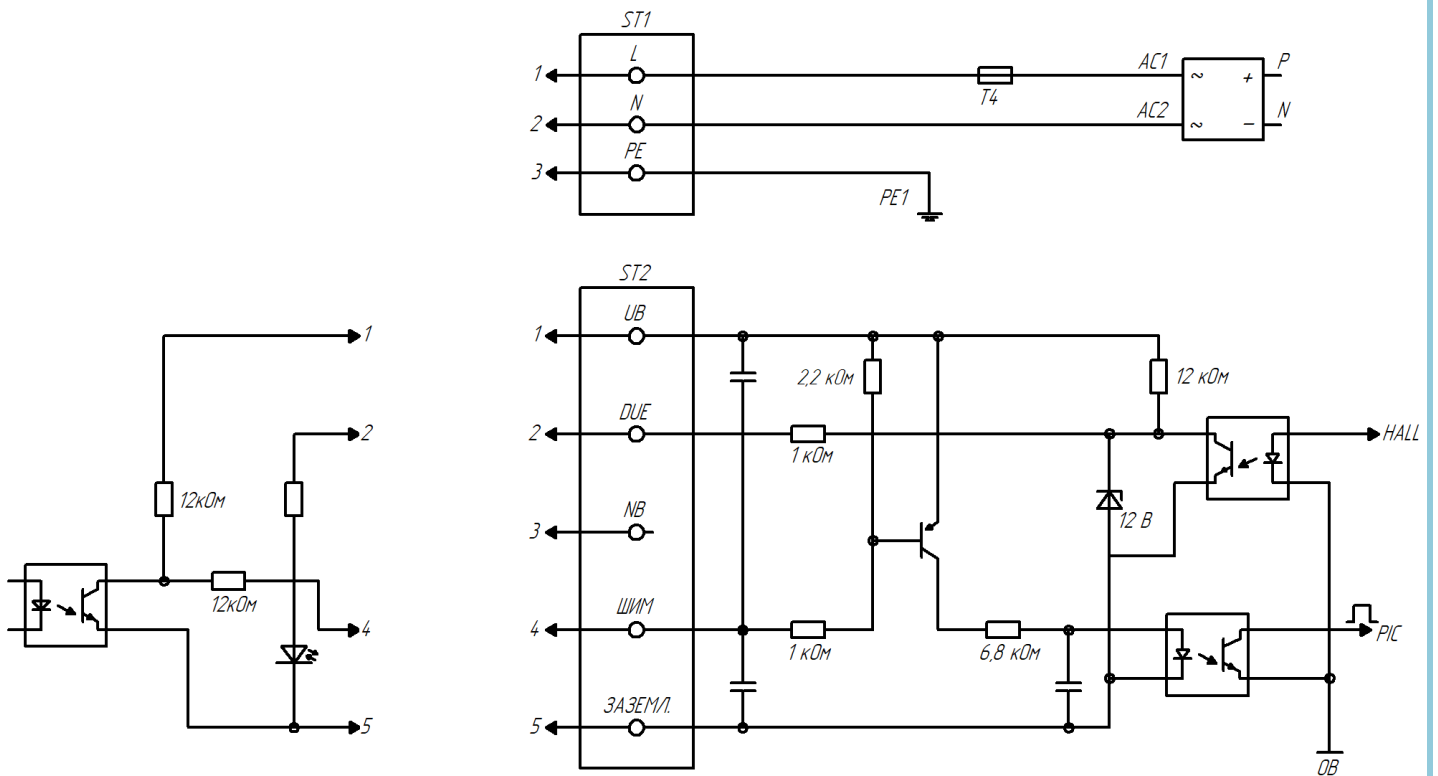 ST1
L
1
AC1
P
~
+
T4
N
2
AC2
N
~
−
PE
3
PE1
ST2
UB
1
1
2,2 кОм
12 кОм
DUE
2
2
HALL
1 кОм
12кОм
NB
3
12 В
ШИМ
12кОм
4
4
1 кОм
6,8 кОм
PIC
ЗАЗЕМЛ.
5
5
0В